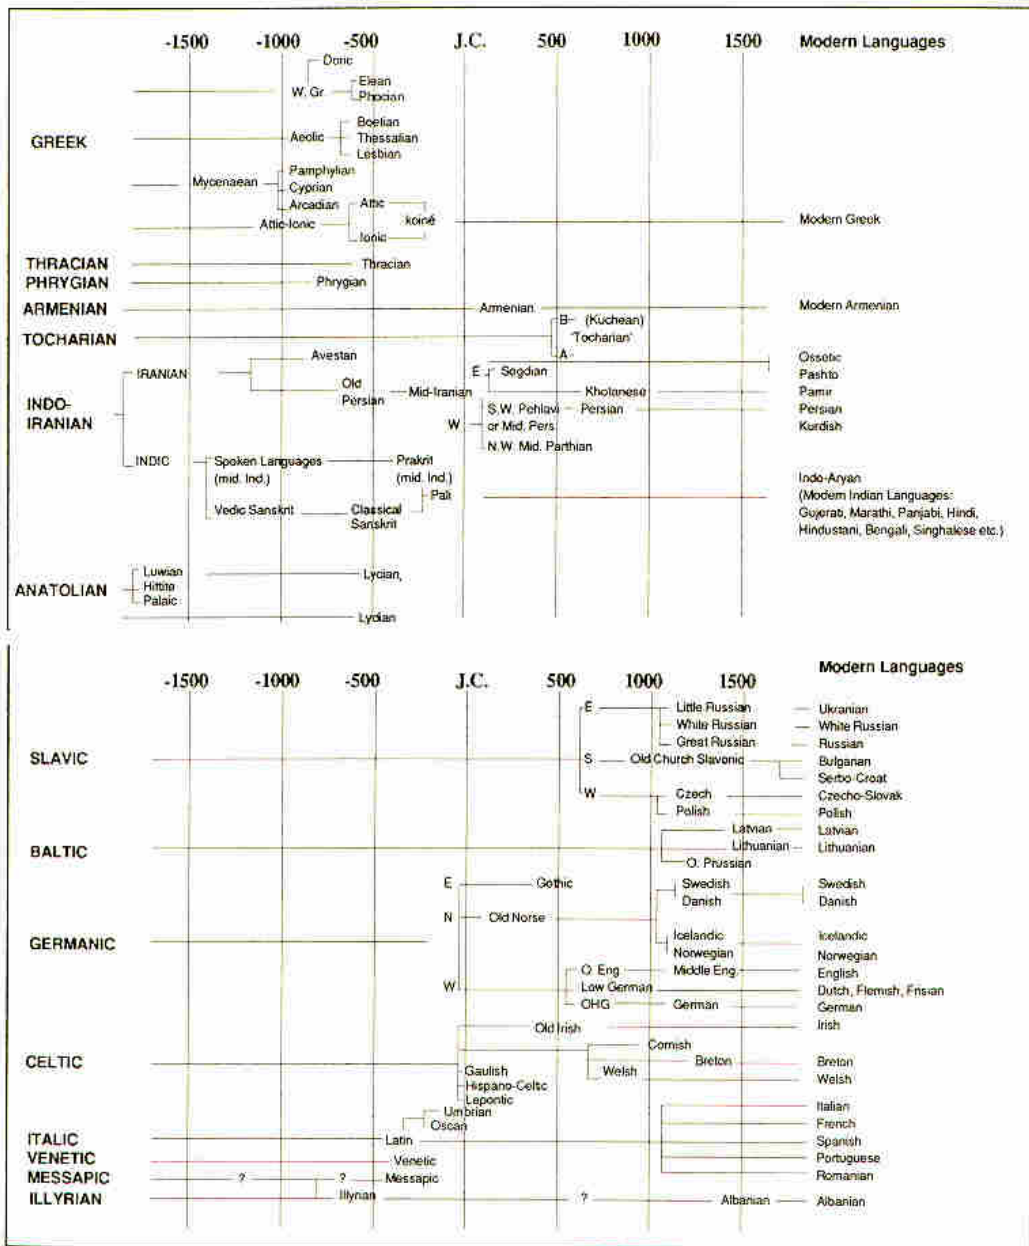 -1500 -1000 -500 J.C. 500 1000 1500 Modern Languages
Doric
W. Gr Elean
Phocian
GREEK
Boetian
Aeolic Thessalian
Lesbian
Pamphylian
Mycenaean Cyprian
Arcadian Attic
Attic-Ionic koiné Modern Greek
Ionic
THRACIAN Thracian
PHRYGIAN Phrygian
ARMENIAN Armenian Modern Armenian
B (Kuchean)
TOCHARIAN 'Tocharian'
A
Avestan Ossetic
IRANIAN E Sogdian Pashto
Old
Persian Mid-Iranian Khotanese Pamir
INDO-
IRANIAN S.W. Pehlavi Persian Persian
W or Mid. Pers. Kurdish
N.W. Mid. Parthian
INDIC Spoken Languages Prakrit
(mid. Ind.) (mid. Ind.) Indo-Aryan
Pali (Modern Indian Languages:
Vedic Sanskrit Classical Gujerati, Marathi, Panjabi, Hindi,
Sanskrit Hindustani, Bengali, Singhalese etc.)
Luwian Lycian,
ANATOLIAN Hittite
Palaic
Lydian
Modern Languages
-1500 -1000 -500 J.C. 500 1000 1500
E Little Russian Ukranian
White Russian White Russian
Great Russian Russian
SLAVIC S Old Church Slavonic Bulganan
Serbo-Croat
W Czech Czecho-Slovak
Polish Polish
Latvian Latvian
BALTIC Lithuanian Lithuanian
O. Prussian
E Gothic Swedish Swedish
Danish Danish
N Old Norse
GERMANIC Icelandic Icelandic
Norwegian Norwegian
O. Eng Middle Eng. English
W Low German Dutch, Flemish, Frisian
OHG German German
Old Irish Irish
Cornish
CELTIC Breton Breton
Gaulish Welsh Welsh
Hispano-Celtc
Lepontic
Umbrian Italian
Oscan French
ITALIC Latin Spanish
VENETIC Venetic Portuguese
MESSAPIC ? ? Messapic Romanian
ILLYRIAN Illyrian ? Albanian Albanian